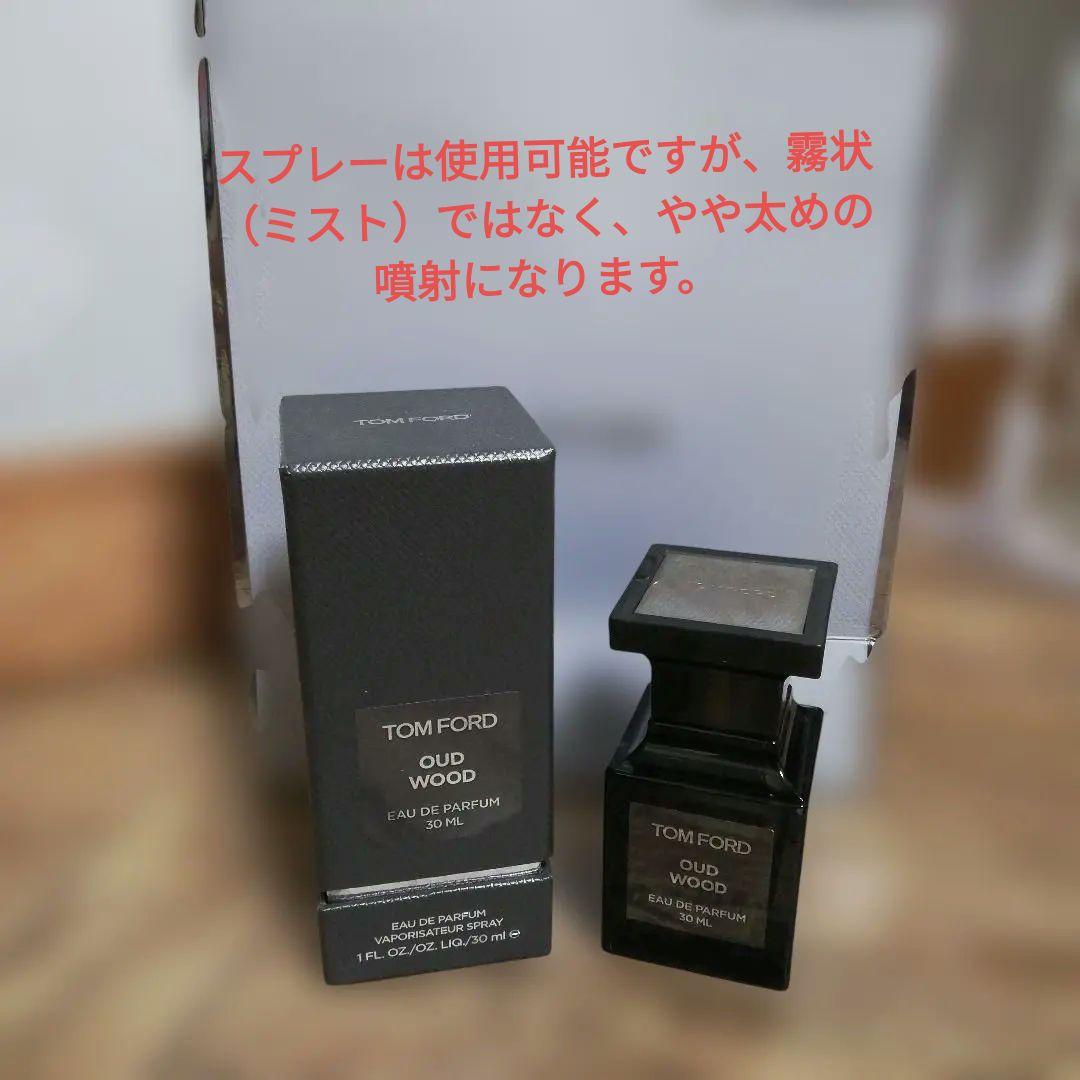 スプレーは使用可能ですが、霧状
（ミスト）ではなく、やや太めの
噴射になります。
TOM FORD
TOM FORD
OUD
WOOD
EAU DE PARFUM
30 ML
EAU DE PARFUM
VAPORISATEUR SPRAY
1 FL. OZ./OZ. LIQ./30 ml ℮
TOM FORD
OUD
WOOD
EAU DE PARFUM
30 ML